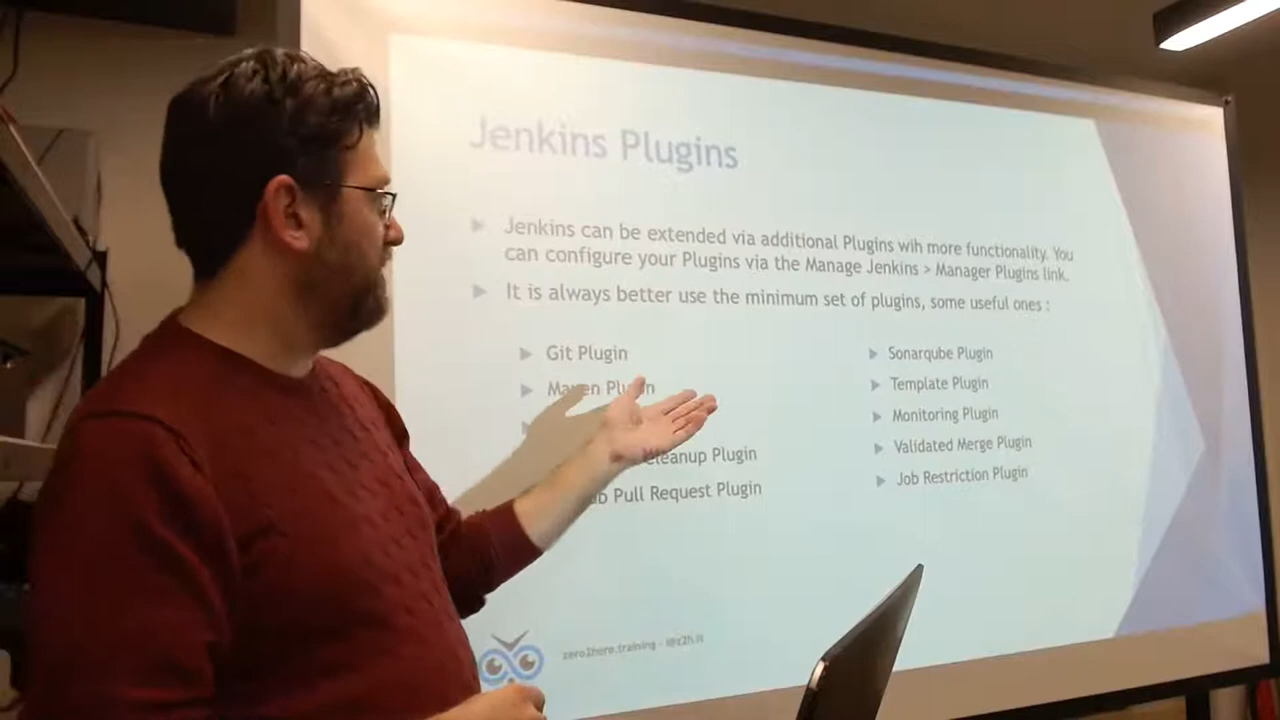 Jenkins Plugins
Jenkins can be extended via additional Plugins wih more functionality. You
can configure your Plugins via the Manage Jenkins > Manager Plugins link.
It is always better use the minimum set of plugins, some useful ones :
Git Plugin
Maven Plugin
Cleanup Plugin
Pull Request Plugin
Sonarqube Plugin
Template Plugin
Monitoring Plugin
Validated Merge Plugin
Job Restriction Plugin
zero2hero.training -